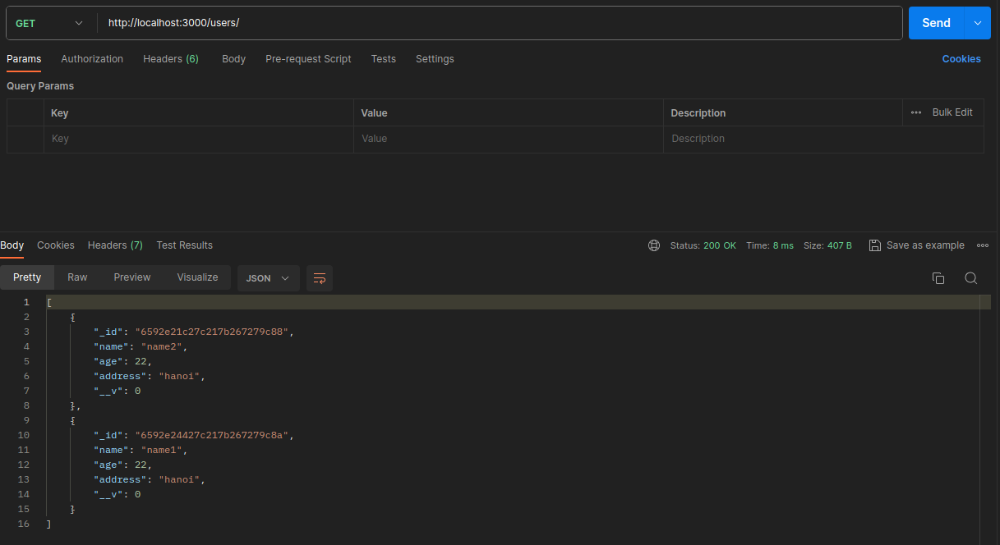 GET http://localhost:3000/users/ Send
Params Authorization Headers (6) Body Pre-request Script Tests Settings Cookies
Query Params
Key Value Description ••• Bulk Edit
Key Value Description
Body Cookies Headers (7) Test Results Status: 200 OK Time: 8 ms Size: 407 B Save as example
Pretty Raw Preview Visualize JSON
1 [
2 {
3 "_id": "6592e21c27c217b267279c88",
4 "name": "name2",
5 "age": 22,
6 "address": "hanoi",
7 "__v": 0
8 },
9 {
10 "_id": "6592e24427c217b267279c8a",
11 "name": "name1",
12 "age": 22,
13 "address": "hanoi",
14 "__v": 0
15 }
16 ]